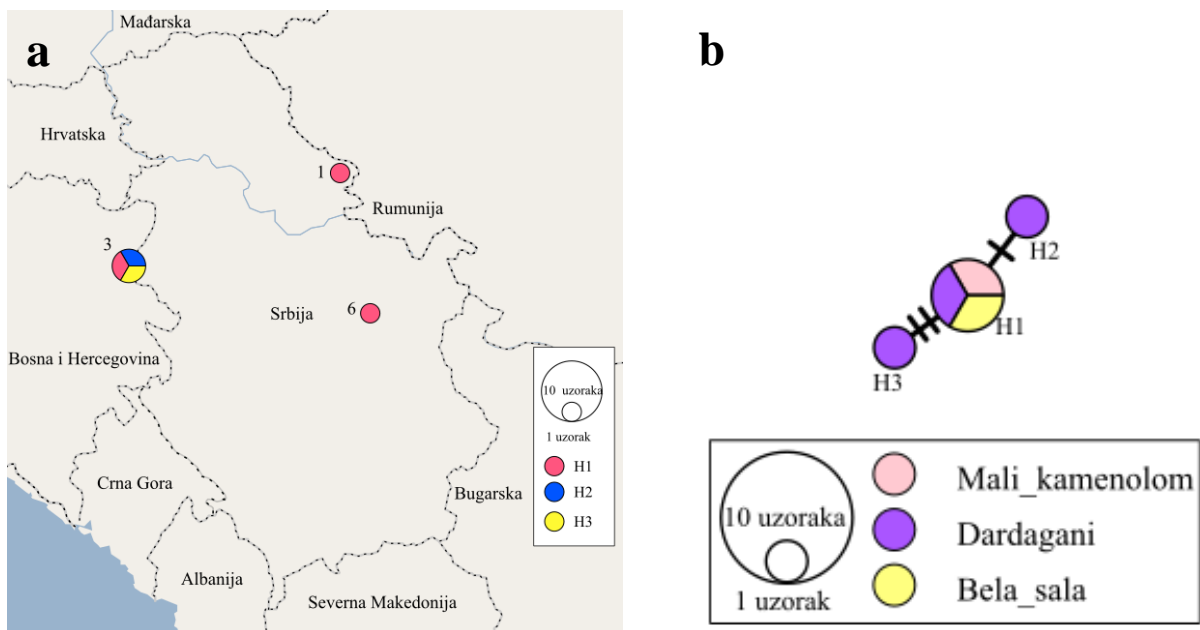 a
Mađarska
Hrvatska
1
Rumunija
3
Srbija
6
Bosna i Hercegovina
10 uzoraka
1 uzorak
H1
H2
H3
Crna Gora
Bugarska
Albanija
Severna Makedonija
b
H2
H1
H3
10 uzoraka
1 uzorak
Mali_kamenolom
Dardagani
Bela_sala